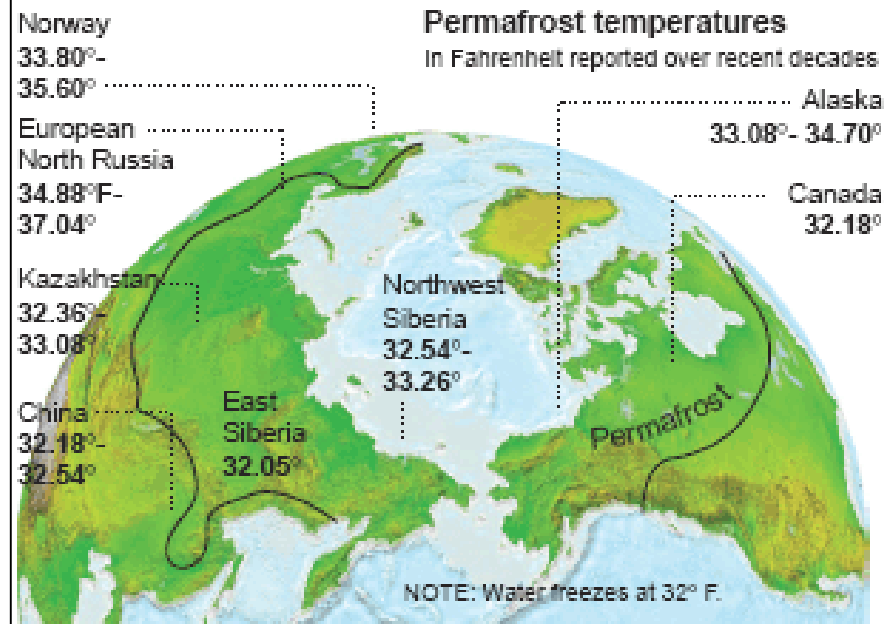 Permafrost temperatures
In Fahrenheit reported over recent decades
Norway
33.80°-
35.60°
European
North Russia
34.88°F-
37.04°
Kazakhstan
32.36°-
33.08°
China
32.18°-
32.54°
East
Siberia
32.05°
Northwest
Siberia
32.54°-
33.26°
Alaska
33.08°- 34.70°
Canada
32.18°
Permafrost
NOTE: Water freezes at 32° F.